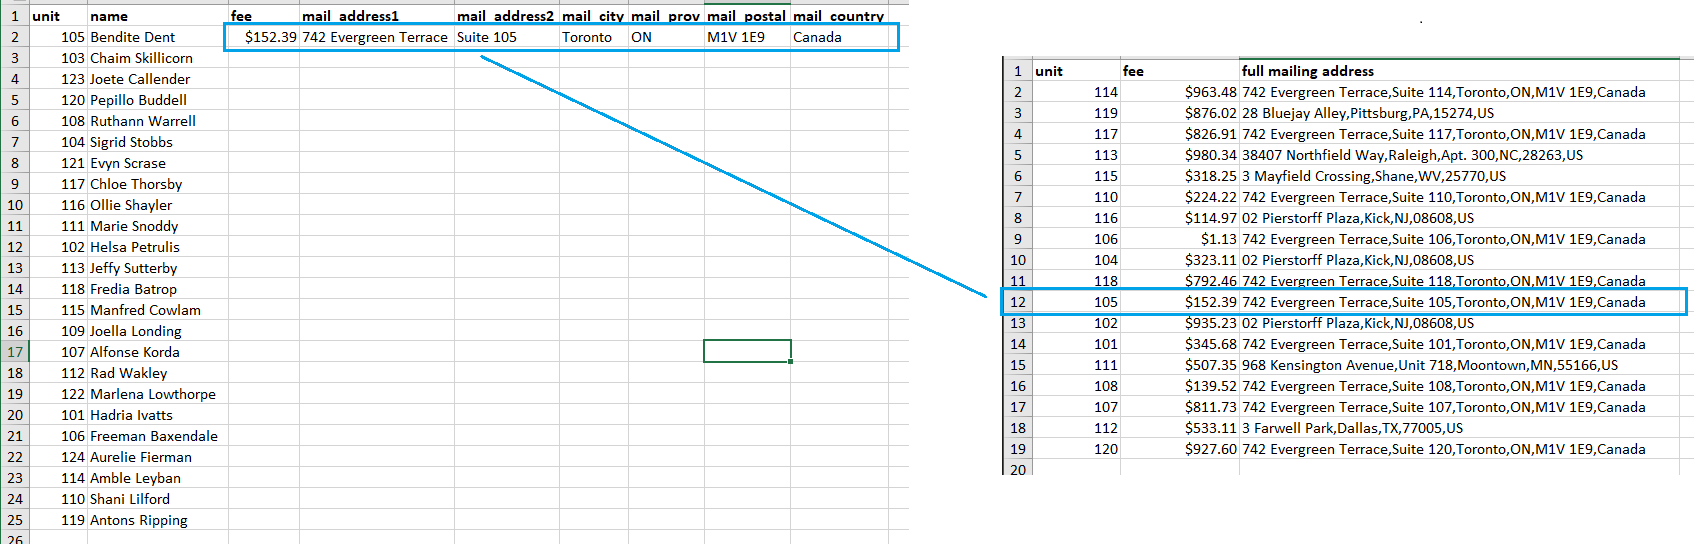 1 unit name fee mail_address1 mail_address2 mail_city mail_prov mail_postal mail_country
2 105 Bendite Dent $152.39 742 Evergreen Terrace Suite 105 Toronto ON M1V 1E9 Canada
3 103 Chaim Skillicorn
4 123 Joete Callender
5 120 Pepillo Buddell
6 108 Ruthann Warrell
7 104 Sigrid Stobbs
8 121 Evyn Scrase
9 117 Chloe Thorsby
10 116 Ollie Shayler
11 111 Marie Snoddy
12 102 Helsa Petrulis
13 113 Jeffy Sutterby
14 118 Fredia Batrop
15 115 Manfred Cowlam
16 109 Joella Londing
17 107 Alfonse Korda
18 112 Rad Wakley
19 122 Marlena Lowthorpe
20 101 Hadria Ivatts
21 106 Freeman Baxendale
22 124 Aurelie Fierman
23 114 Amble Leyban
24 110 Shani Lilford
25 119 Antons Ripping
26
1 unit fee full mailing address
2 114 $963.48 742 Evergreen Terrace,Suite 114,Toronto,ON,M1V 1E9,Canada
3 119 $876.02 28 Bluejay Alley,Pittsburg,PA,15274,US
4 117 $826.91 742 Evergreen Terrace,Suite 117,Toronto,ON,M1V 1E9,Canada
5 113 $980.34 38407 Northfield Way,Raleigh,Apt. 300,NC,28263,US
6 115 $318.25 3 Mayfield Crossing,Shane,WV,25770,US
7 110 $224.22 742 Evergreen Terrace,Suite 110,Toronto,ON,M1V 1E9,Canada
8 116 $114.97 02 Pierstorff Plaza,Kick,NJ,08608,US
9 106 $1.13 742 Evergreen Terrace,Suite 106,Toronto,ON,M1V 1E9,Canada
10 104 $323.11 02 Pierstorff Plaza,Kick,NJ,08608,US
11 118 $792.46 742 Evergreen Terrace,Suite 118,Toronto,ON,M1V 1E9,Canada
12 105 $152.39 742 Evergreen Terrace,Suite 105,Toronto,ON,M1V 1E9,Canada
13 102 $935.23 02 Pierstorff Plaza,Kick,NJ,08608,US
14 101 $345.68 742 Evergreen Terrace,Suite 101,Toronto,ON,M1V 1E9,Canada
15 111 $507.35 968 Kensington Avenue,Unit 718,Moontown,MN,55166,US
16 108 $139.52 742 Evergreen Terrace,Suite 108,Toronto,ON,M1V 1E9,Canada
17 107 $811.73 742 Evergreen Terrace,Suite 107,Toronto,ON,M1V 1E9,Canada
18 112 $533.11 3 Farwell Park,Dallas,TX,77005,US
19 120 $927.60 742 Evergreen Terrace,Suite 120,Toronto,ON,M1V 1E9,Canada
20